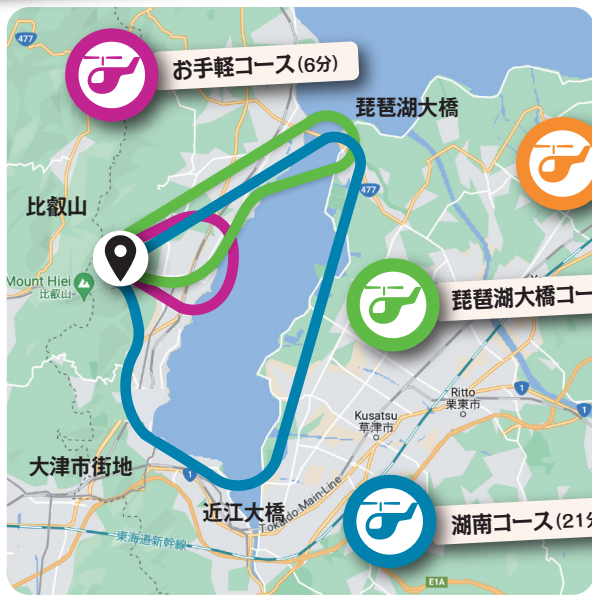 477
お手軽コース(6分)
琵琶湖大橋
477
比叡山
Mount Hiei
比叡山
琵琶湖大橋コー
1
Ritto
栗東市
1
Kusatsu
草津市
大津市街地
1
近江大橋
Tokaido Main Line
湖南コース(21分
東海道新幹線
E1A